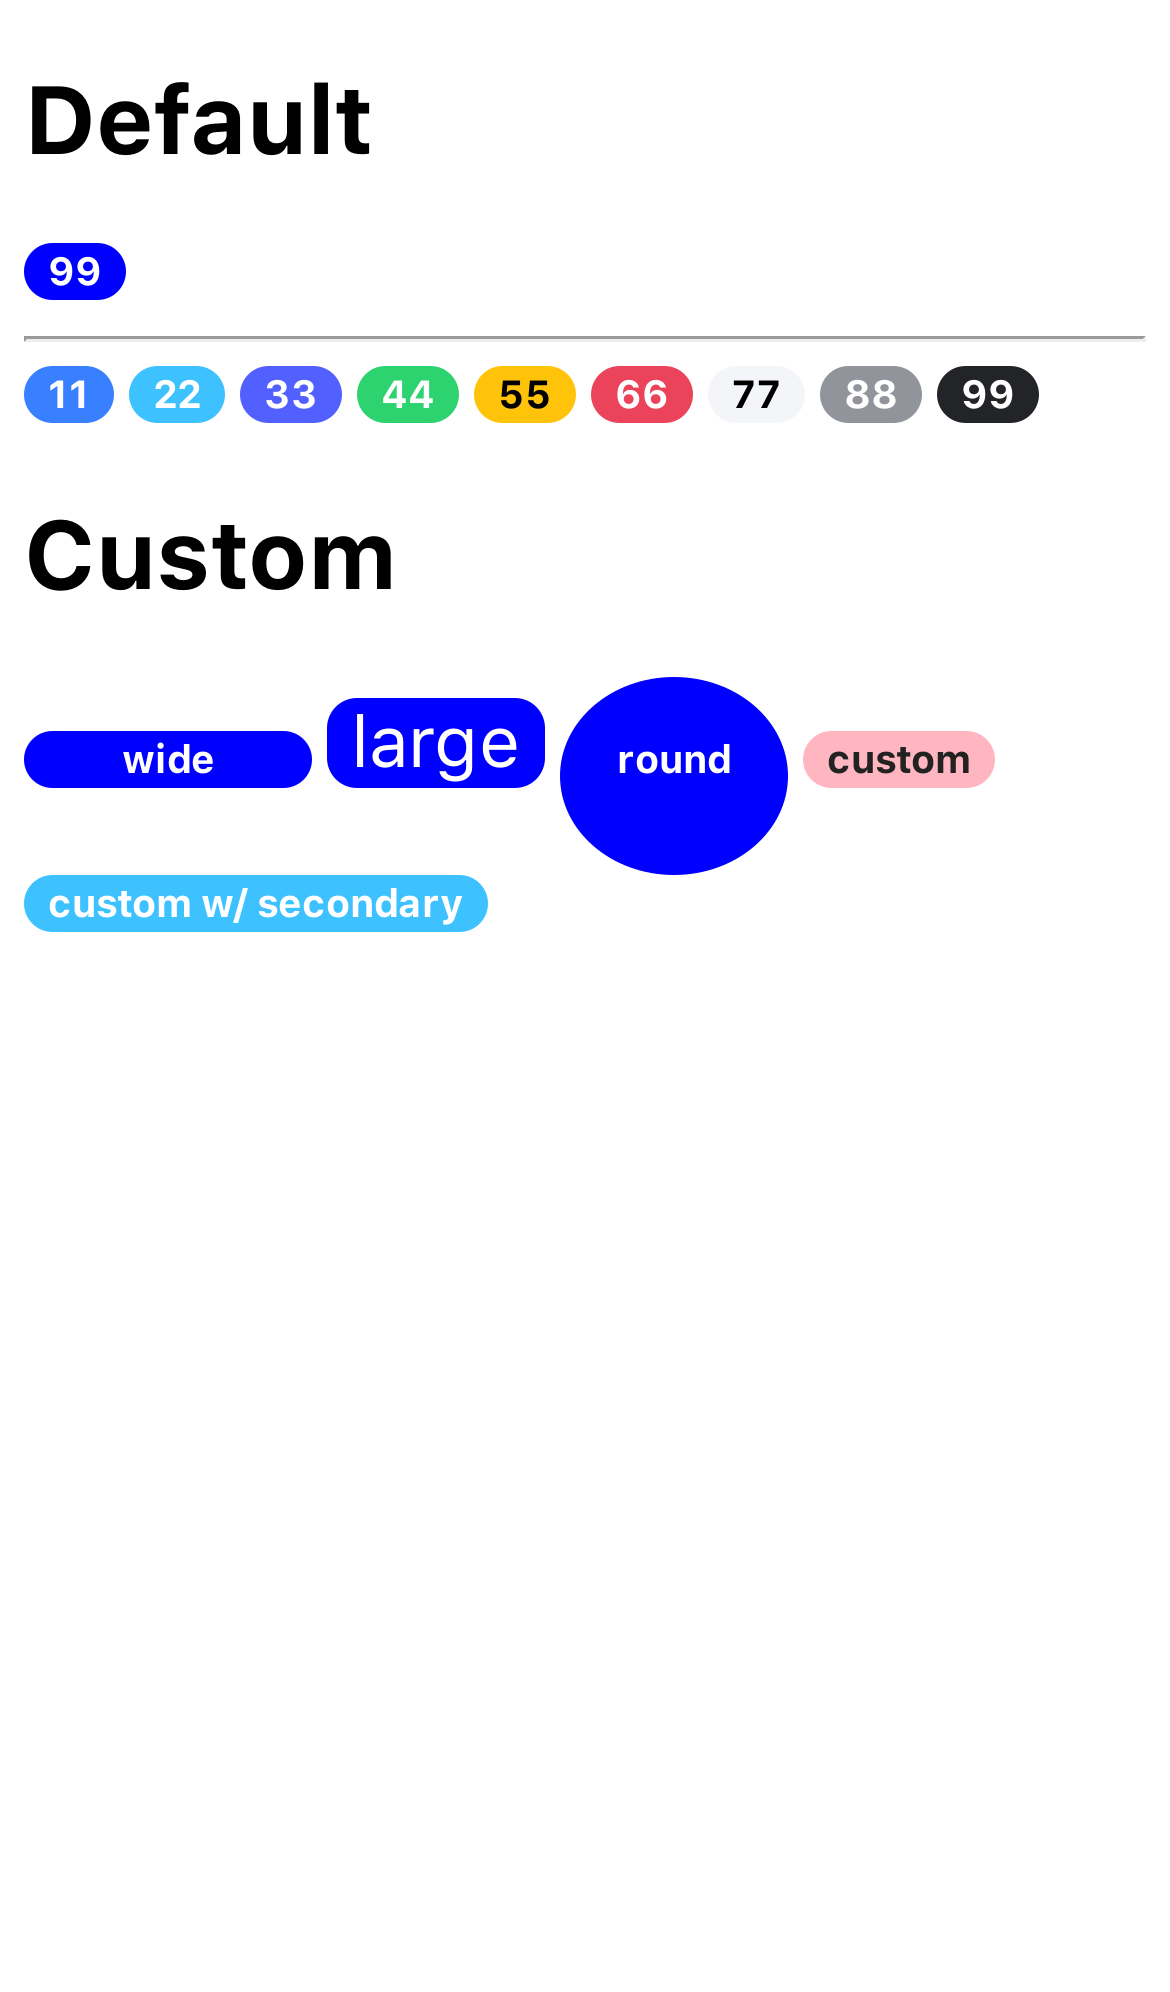 Default
99
11 22 33 44 55 66 77 88 99
Custom
wide large round custom
custom w/ secondary